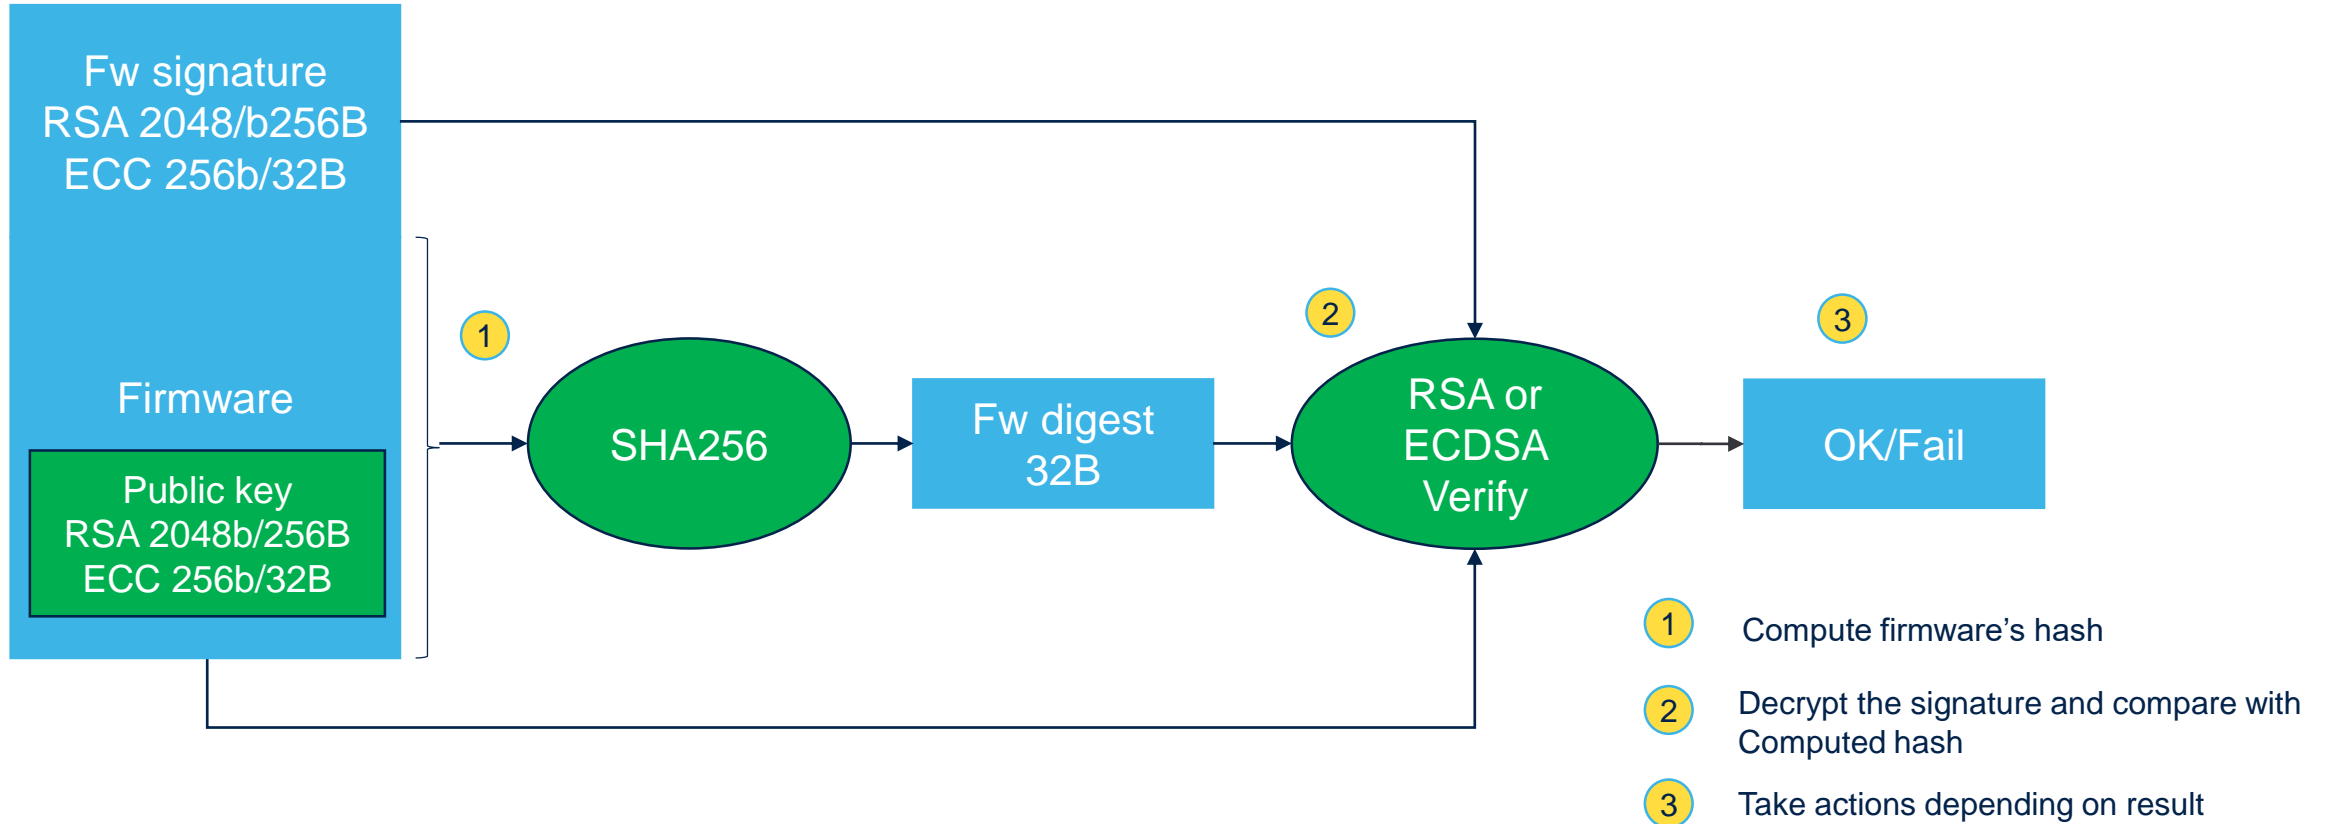 Fw signature
RSA 2048/b256B
ECC 256b/32B
Firmware
Public key
RSA 2048b/256B
ECC 256b/32B
1
SHA256
Fw digest
32B
2
RSA or
ECDSA
Verify
3
OK/Fail
1 Compute firmware’s hash
2 Decrypt the signature and compare with
Computed hash
3 Take actions depending on result